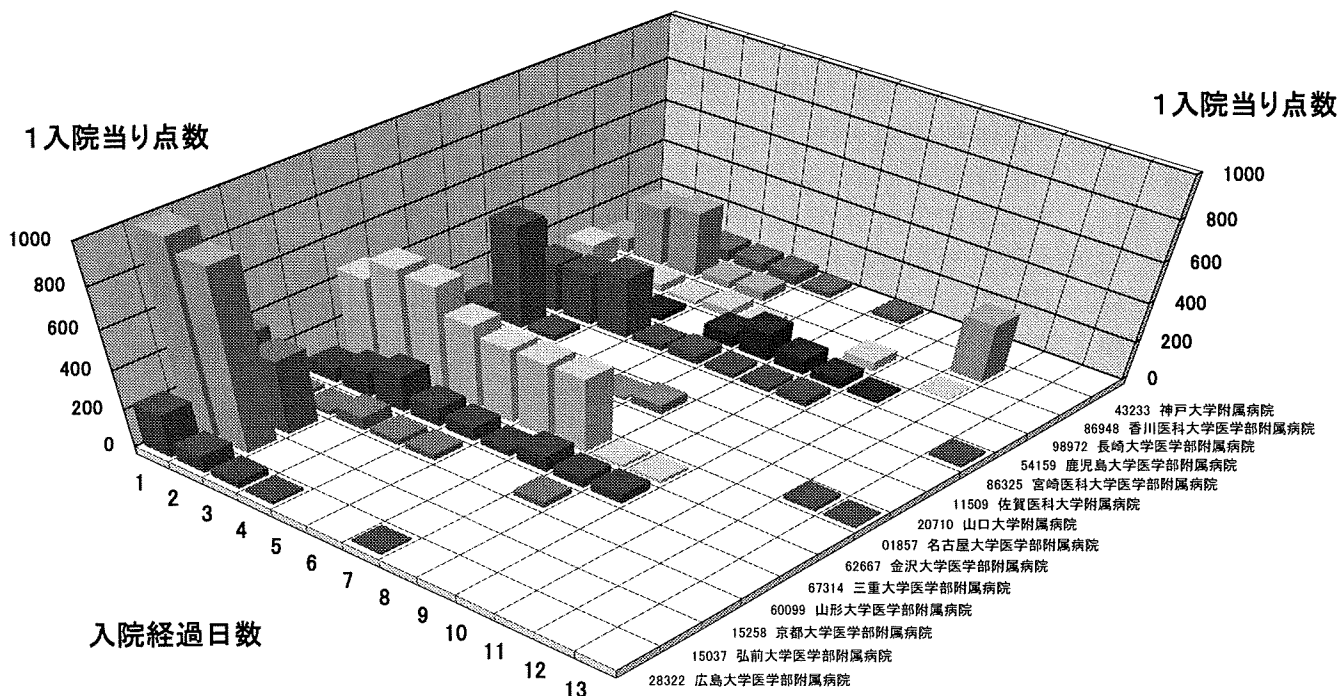 1入院当り点数
1000
800
600
400
200
0
1入院当り点数
1000
800
600
400
200
0
1
2
3
4
5
6
7
8
9
10
11
12
13
入院経過日数
43233 神戸大学附属病院
86948 香川医科大学医学部附属病院
98972 長崎大学医学部附属病院
54159 鹿児島大学医学部附属病院
86325 宮崎医科大学医学部附属病院
11509 佐賀医科大学附属病院
20710 山口大学附属病院
01857 名古屋大学医学部附属病院
62667 金沢大学医学部附属病院
67314 三重大学医学部附属病院
60099 山形大学医学部附属病院
15258 京都大学医学部附属病院
15037 弘前大学医学部附属病院
28322 広島大学医学部附属病院